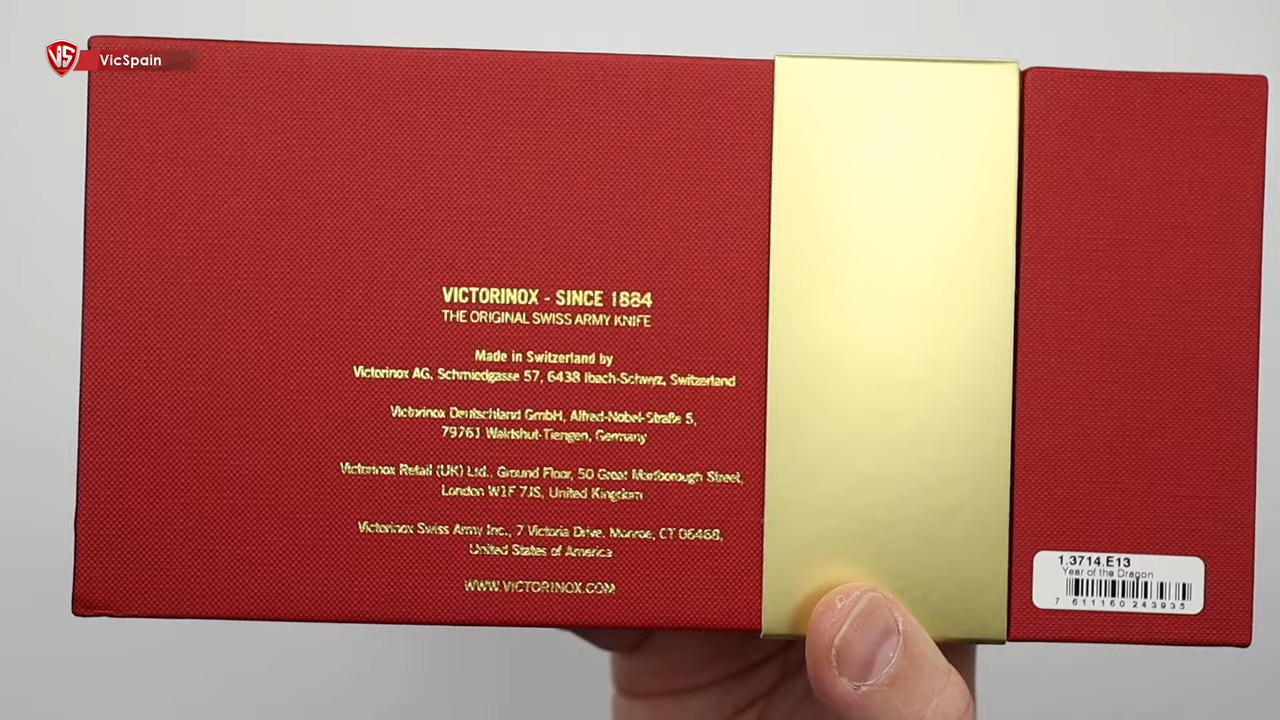 VS VicSpain
VICTORINOX - SINCE 1884
THE ORIGINAL SWISS ARMY KNIFE
Made in Switzerland by
Victorinox AG, Schmiedgasse 57, 6438 Ibach-Schwyz, Switzerland
Victorinox Deutschland GmbH, Alfred-Nobel-Straße 5,
79761 Waldshut-Tiengen, Germany
Victorinox Retail (UK) Ltd., Ground Floor, 50 Great Marlborough Street,
London W1F 7JS, United Kingdom
Victorinox Swiss Army Inc., 7 Victoria Drive, Monroe, CT 06468,
United States of America
WWW.VICTORINOX.COM
1.3714.E13
Year of the Dragon
7 611160 243935